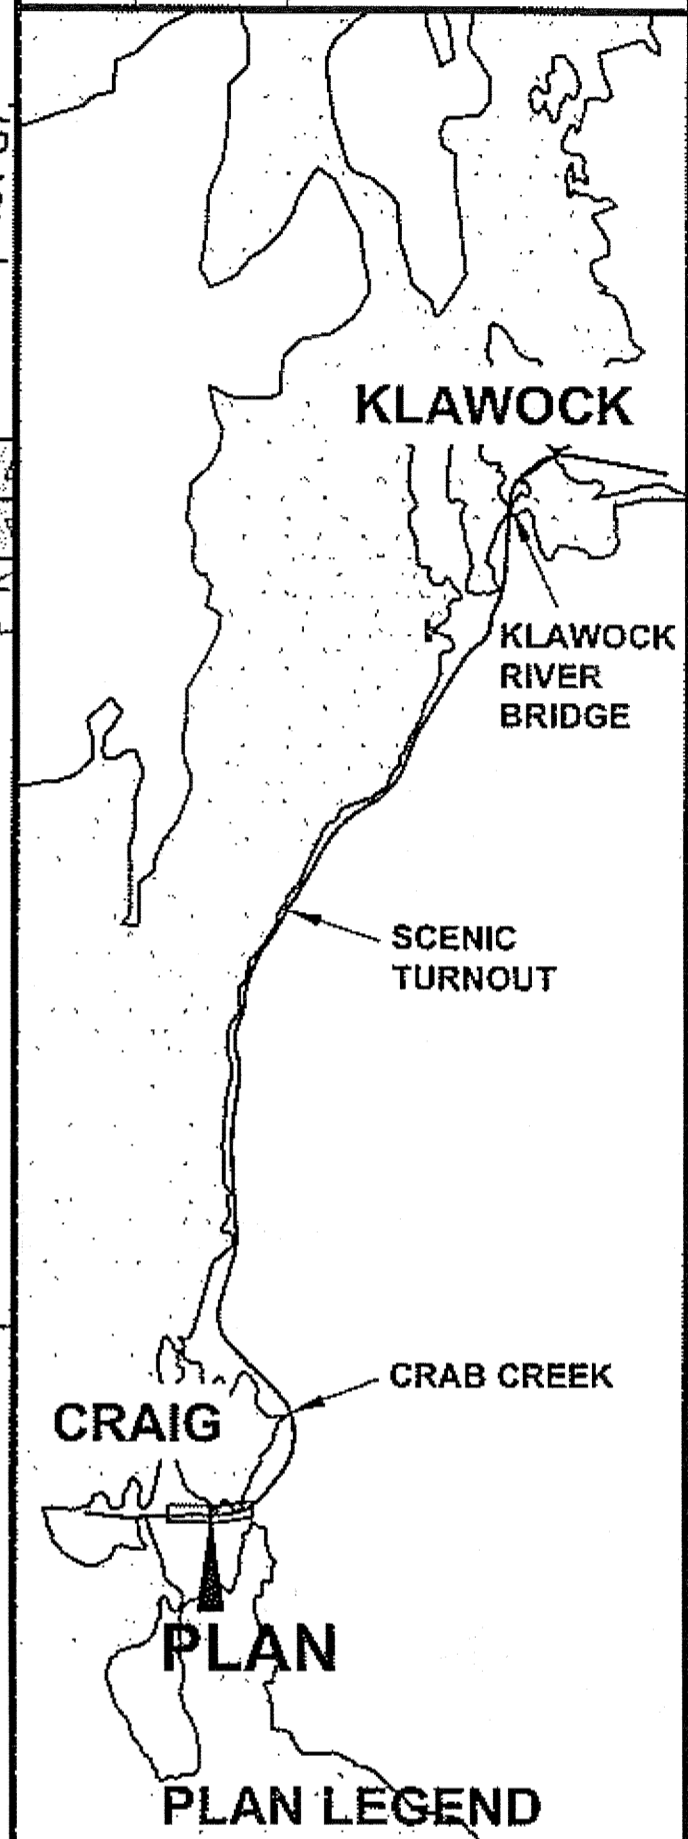 KLAWOCK
KLAWOCK
RIVER
BRIDGE
SCENIC
TURNOUT
CRAB CREEK
CRAIG
PLAN
PLAN LEGEND